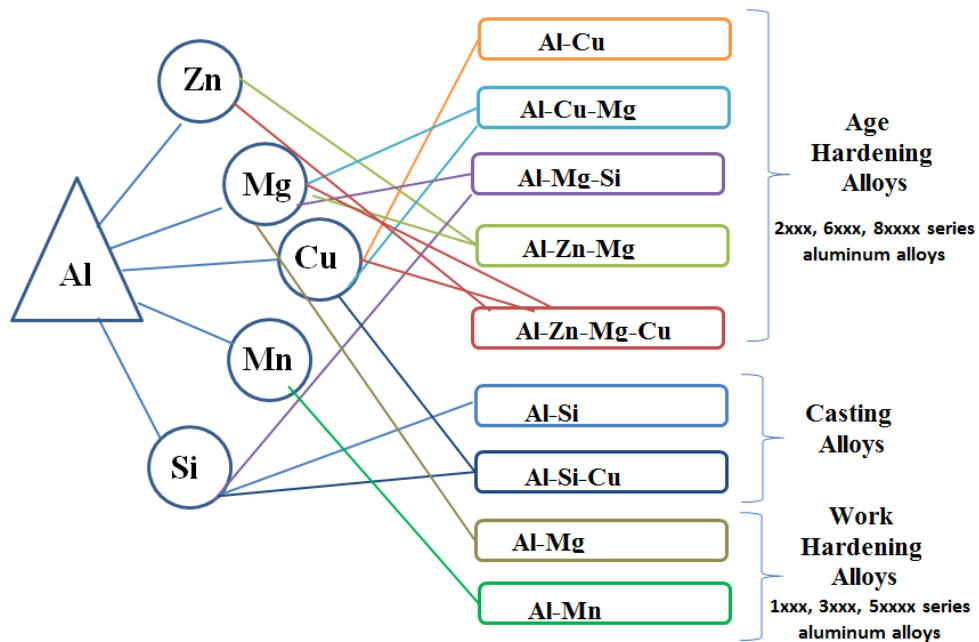 Al
Zn
Mg
Cu
Mn
Si
Al-Cu
Al-Cu-Mg
Al-Mg-Si
Al-Zn-Mg
Al-Zn-Mg-Cu
Al-Si
Al-Si-Cu
Al-Mg
Al-Mn
Age
Hardening
Alloys
2xxx, 6xxx, 8xxxx series
aluminum alloys
Casting
Alloys
Work
Hardening
Alloys
1xxx, 3xxx, 5xxxx series
aluminum alloys